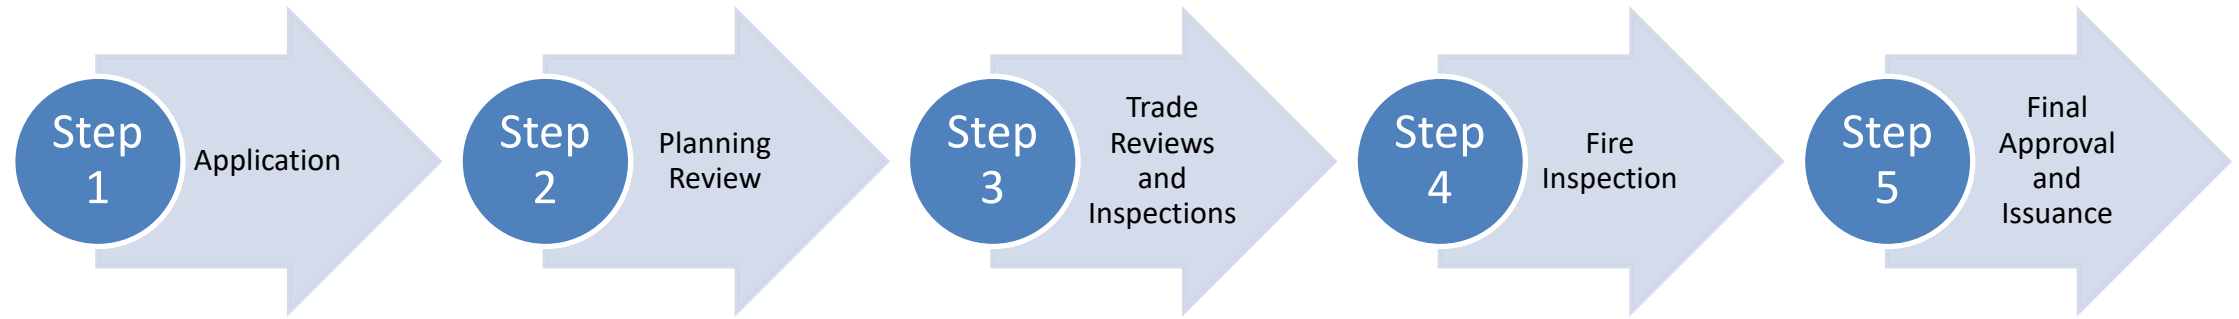 Step
1
Application
Step
2
Planning
Review
Step
3
Trade
Reviews
and
Inspections
Step
4
Fire
Inspection
Step
5
Final
Approval
and
Issuance